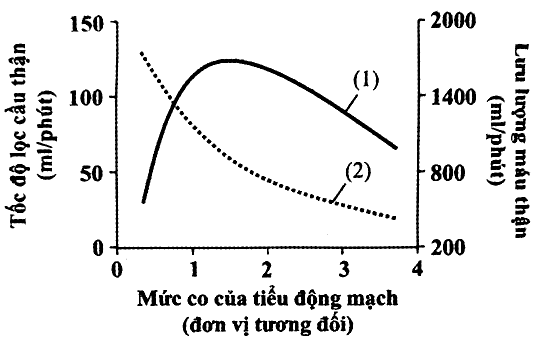 Tốc độ lọc cầu thận
(ml/phút)
150
100
50
0
(1)
(2)
2000
1400
800
200
Lưu lượng máu thận
(ml/phút)
0 1 2 3 4
Mức co của tiểu động mạch
(đơn vị tương đối)